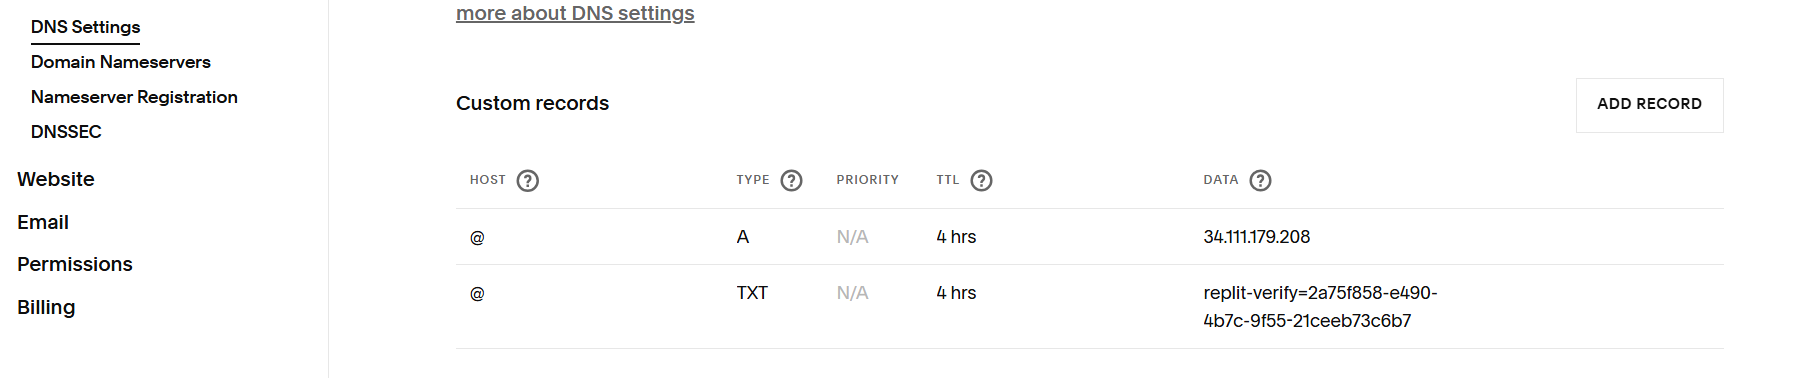 more about DNS settings
DNS Settings
Domain Nameservers
Nameserver Registration
DNSSEC
Website
Email
Permissions
Billing
Custom records
ADD RECORD
HOST ? TYPE ? PRIORITY TTL ? DATA ?
@ A N/A 4 hrs 34.111.179.208
@ TXT N/A 4 hrs replit-verify=2a75f858-e490-
4b7c-9f55-21ceeb73c6b7